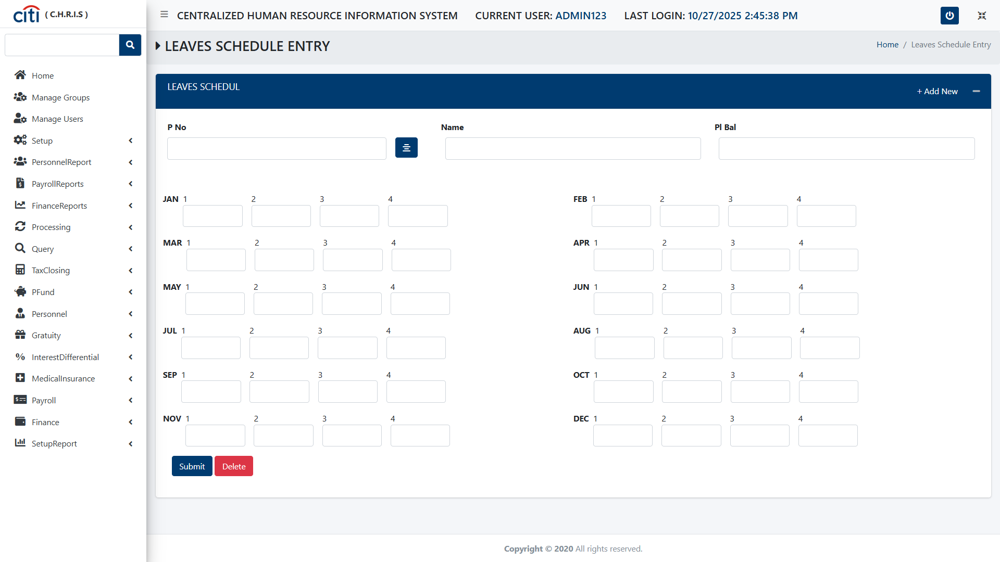 citi ( C.H.R.I.S )
CENTRALIZED HUMAN RESOURCE INFORMATION SYSTEM CURRENT USER: ADMIN123 LAST LOGIN: 10/27/2025 2:45:38 PM
LEAVES SCHEDULE ENTRY
Home / Leaves Schedule Entry
Home
Manage Groups
Manage Users
Setup
PersonnelReport
PayrollReports
FinanceReports
Processing
Query
TaxClosing
PFund
Personnel
Gratuity
% InterestDifferential
MedicalInsurance
Payroll
Finance
SetupReport
LEAVES SCHEDUL
+ Add New
P No Name Pl Bal
JAN 1 2 3 4 FEB 1 2 3 4
MAR 1 2 3 4 APR 1 2 3 4
MAY 1 2 3 4 JUN 1 2 3 4
JUL 1 2 3 4 AUG 1 2 3 4
SEP 1 2 3 4 OCT 1 2 3 4
NOV 1 2 3 4 DEC 1 2 3 4
Submit Delete
Copyright © 2020 All rights reserved.